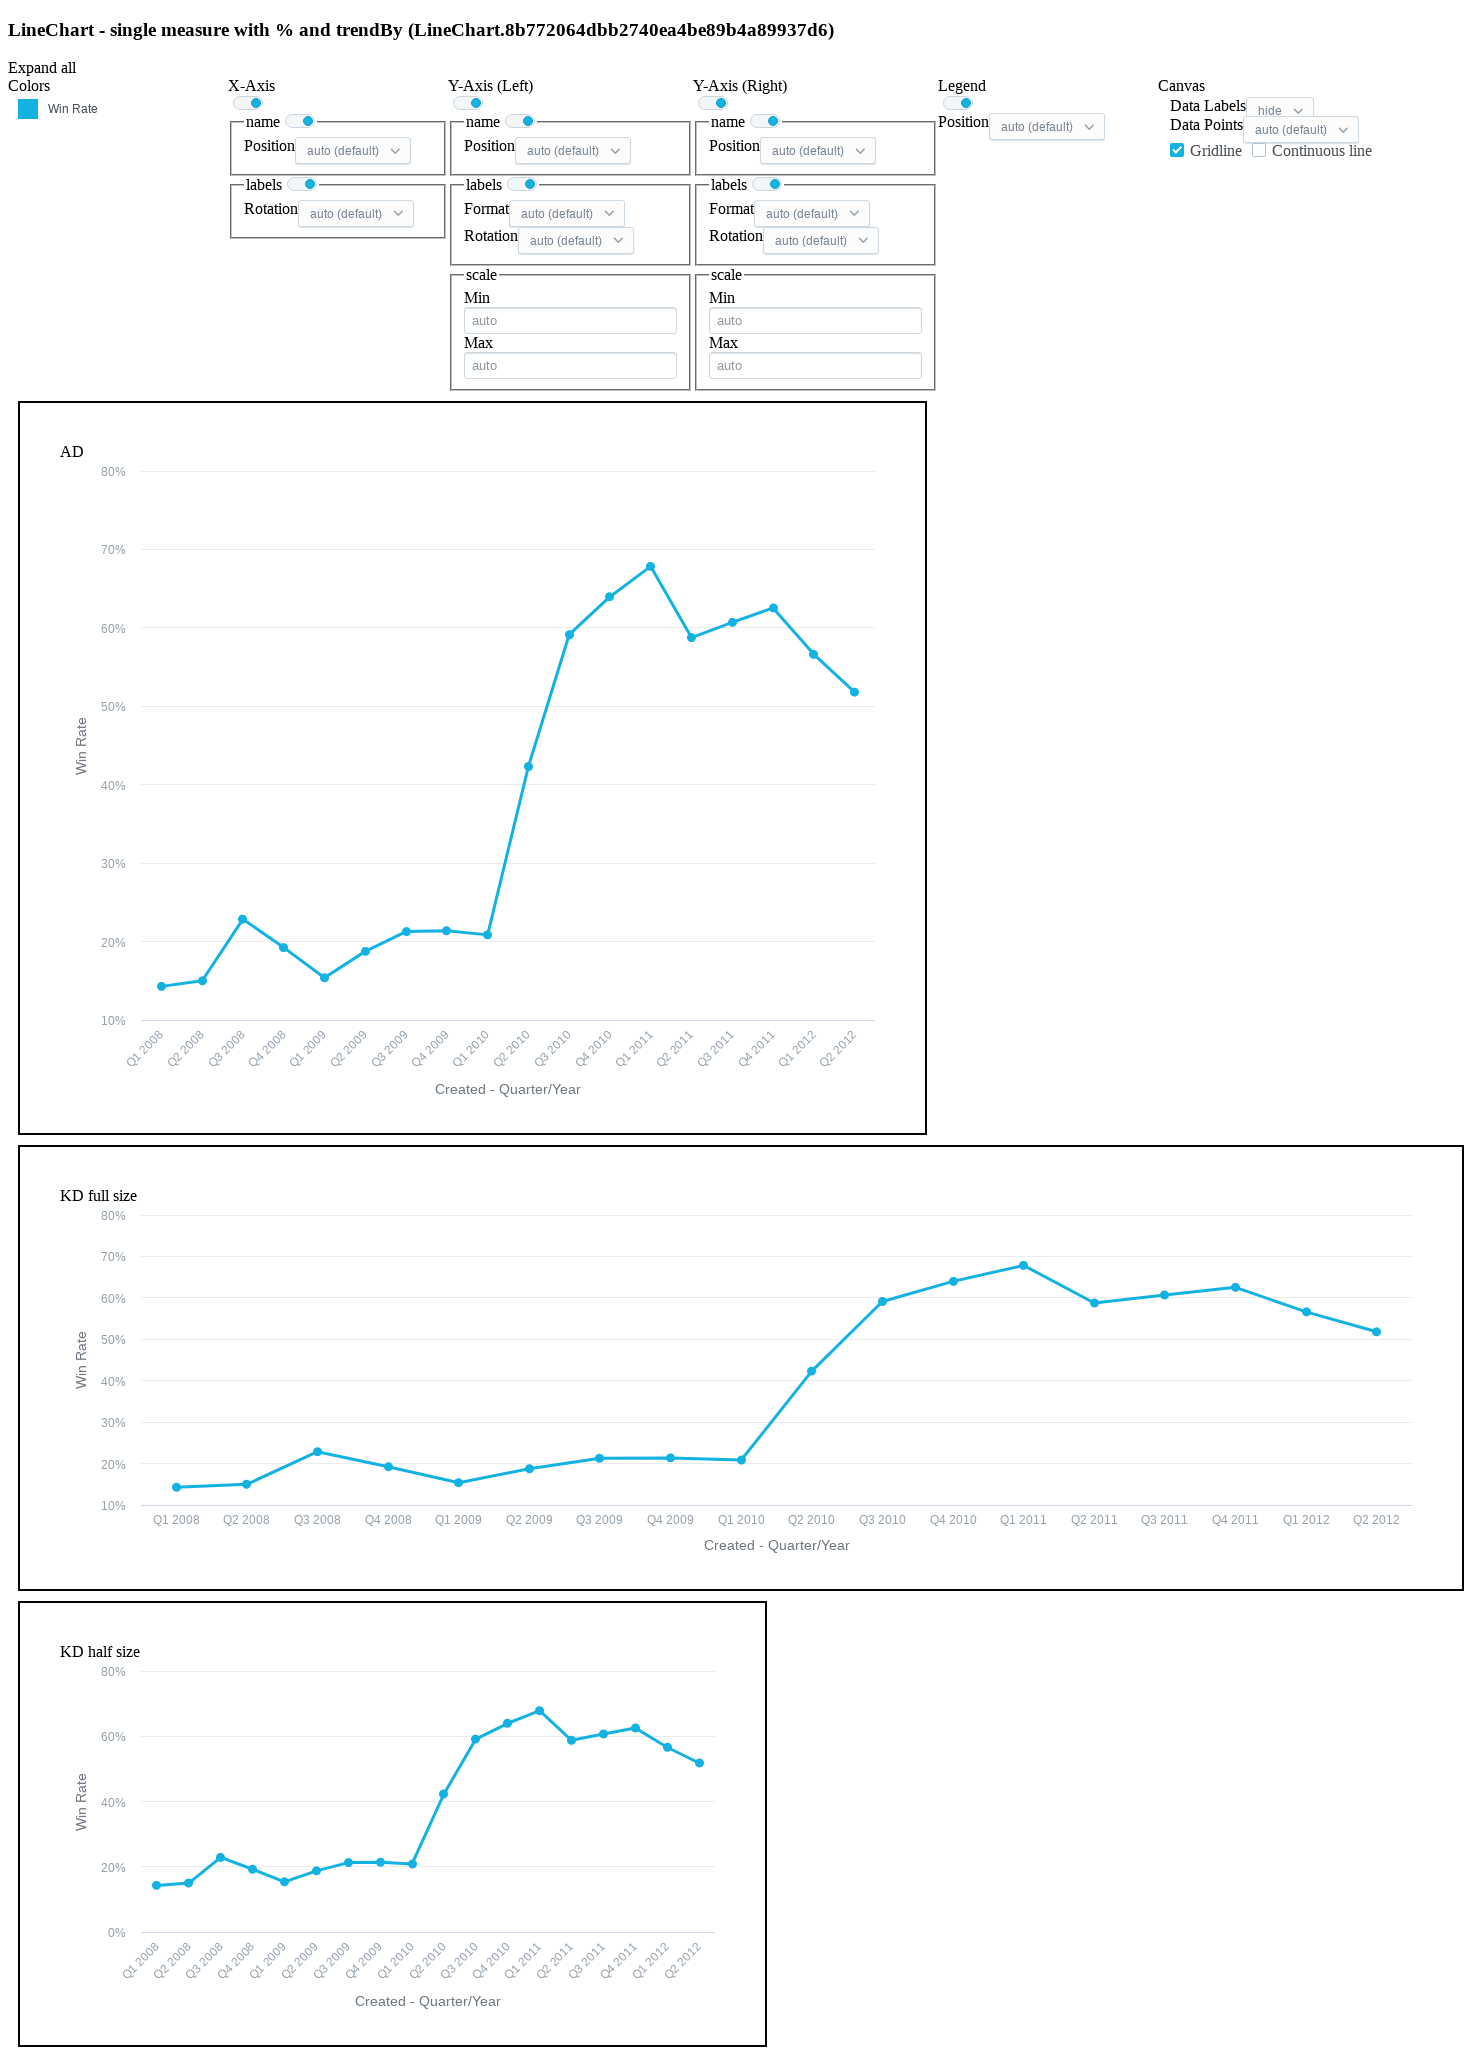 LineChart - single measure with % and trendBy (LineChart.8b772064dbb2740ea4be89b4a89937d6)
Expand all
Colors
Win Rate
X-Axis
name
Position auto (default)
labels
Rotation auto (default)
Y-Axis (Left)
name
Position auto (default)
labels
Format auto (default)
Rotation auto (default)
scale
Min
auto
Max
auto
Y-Axis (Right)
name
Position auto (default)
labels
Format auto (default)
Rotation auto (default)
scale
Min
auto
Max
auto
Legend
Position auto (default)
Canvas
Data Labels hide
Data Points auto (default)
Gridline Continuous line
AD
80%
70%
60%
50%
40%
30%
20%
10%
Win Rate
Q1 2008 Q2 2008 Q3 2008 Q4 2008 Q1 2009 Q2 2009 Q3 2009 Q4 2009 Q1 2010 Q2 2010 Q3 2010 Q4 2010 Q1 2011 Q2 2011 Q3 2011 Q4 2011 Q1 2012 Q2 2012
Created - Quarter/Year
KD full size
80%
70%
60%
50%
40%
30%
20%
10%
Win Rate
Q1 2008 Q2 2008 Q3 2008 Q4 2008 Q1 2009 Q2 2009 Q3 2009 Q4 2009 Q1 2010 Q2 2010 Q3 2010 Q4 2010 Q1 2011 Q2 2011 Q3 2011 Q4 2011 Q1 2012 Q2 2012
Created - Quarter/Year
KD half size
80%
60%
40%
20%
0%
Win Rate
Q1 2008 Q2 2008 Q3 2008 Q4 2008 Q1 2009 Q2 2009 Q3 2009 Q4 2009 Q1 2010 Q2 2010 Q3 2010 Q4 2010 Q1 2011 Q2 2011 Q3 2011 Q4 2011 Q1 2012 Q2 2012
Created - Quarter/Year